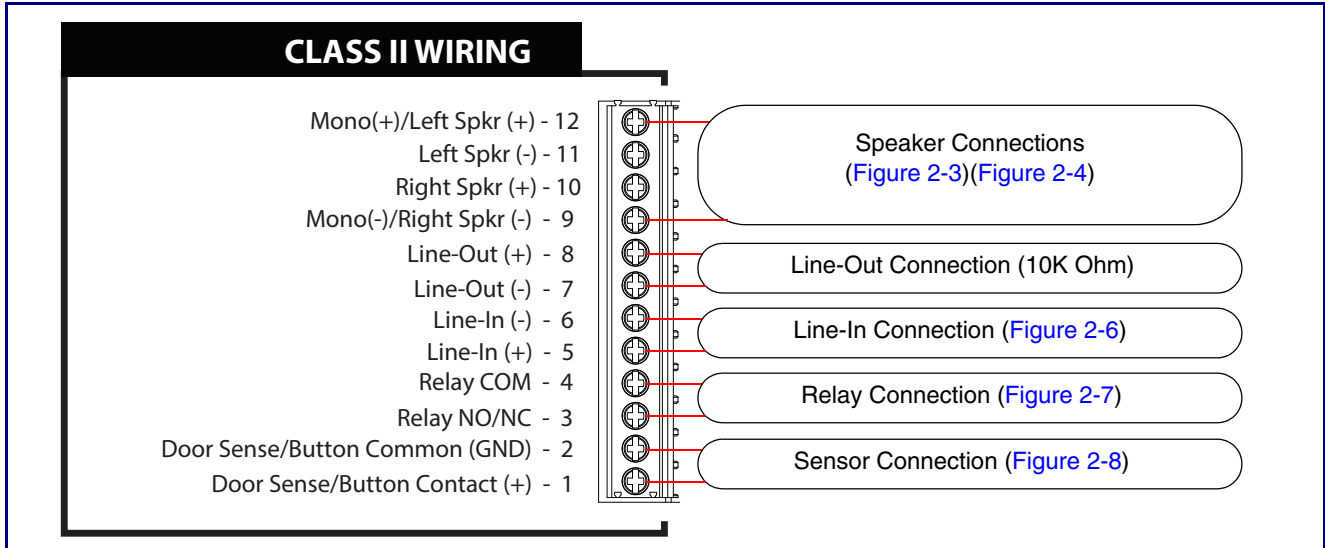 CLASS II WIRING
Mono(+)/Left Spkr (+) - 12
Left Spkr (-) - 11
Right Spkr (+) - 10
Mono(-)/Right Spkr (-) - 9
Line-Out (+) - 8
Line-Out (-) - 7
Line-In (-) - 6
Line-In (+) - 5
Relay COM - 4
Relay NO/NC - 3
Door Sense/Button Common (GND) - 2
Door Sense/Button Contact (+) - 1
Speaker Connections
(Figure 2-3)(Figure 2-4)
Line-Out Connection (10K Ohm)
Line-In Connection (Figure 2-6)
Relay Connection (Figure 2-7)
Sensor Connection (Figure 2-8)